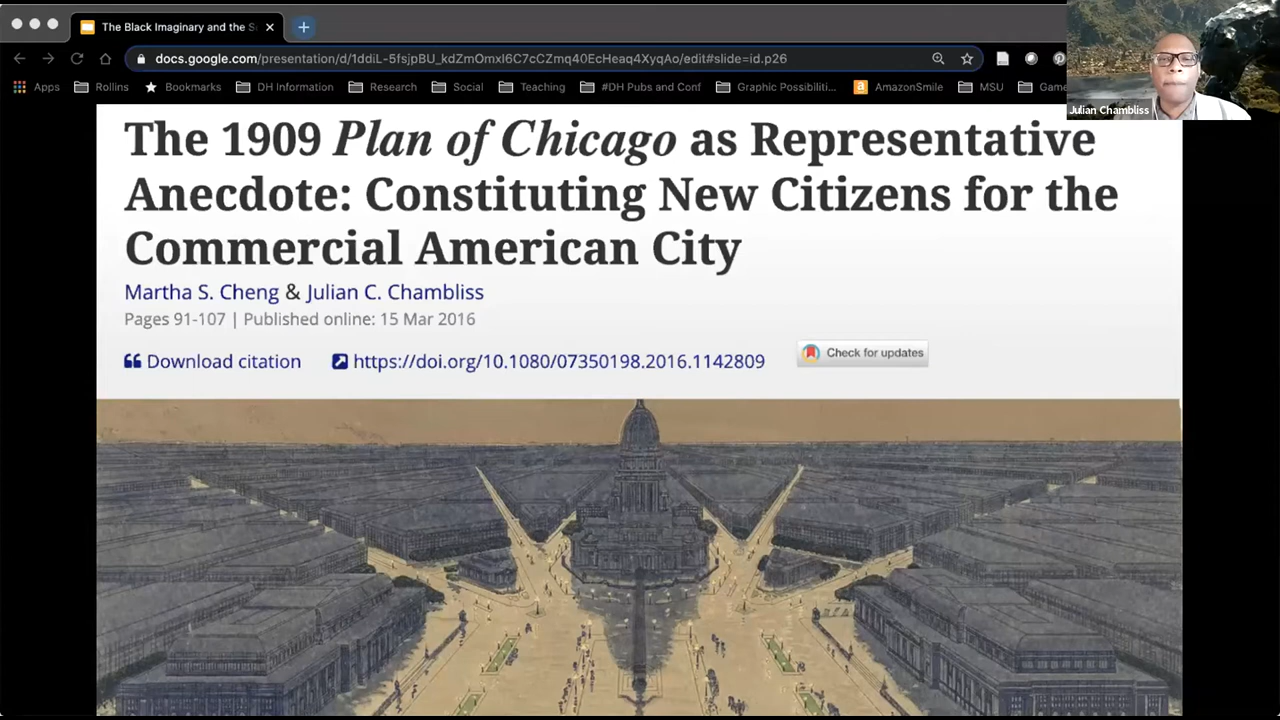 The Black Imaginary and the S
docs.google.com/presentation/d/1ddiL-5fsjpBU_kdZmOmxI6C7cCZmq40EcHeaq4XyqAo/edit#slide=id.p26
Apps Rollins Bookmarks DH Information Research Social Teaching #DH Pubs and Conf Graphic Possibiliti... AmazonSmile MSU Game
Julian Chambliss
The 1909 Plan of Chicago as Representative
Anecdote: Constituting New Citizens for the
Commercial American City
Martha S. Cheng & Julian C. Chambliss
Pages 91-107 | Published online: 15 Mar 2016
Download citation https://doi.org/10.1080/07350198.2016.1142809 Check for updates